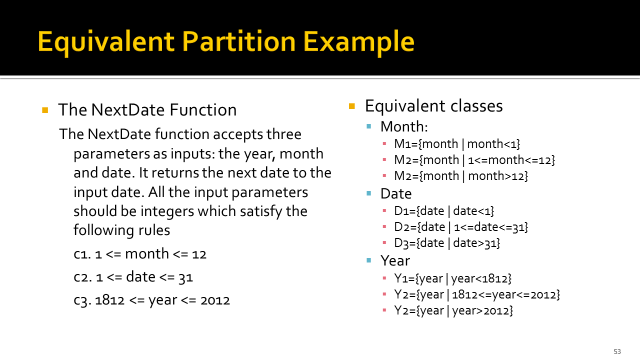 Equivalent Partition Example
The NextDate Function
The NextDate function accepts three
parameters as inputs: the year, month
and date. It returns the next date to the
input date. All the input parameters
should be integers which satisfy the
following rules
c1. 1 <= month <= 12
c2. 1 <= date <= 31
c3. 1812 <= year <= 2012
Equivalent classes
Month:
M1={month | month<1}
M2={month | 1<=month<=12}
M2={month | month>12}
Date
D1={date | date<1}
D2={date | 1<=date<=31}
D3={date | date>31}
Year
Y1={year | year<1812}
Y2={year | 1812<=year<=2012}
Y2={year | year>2012}
53